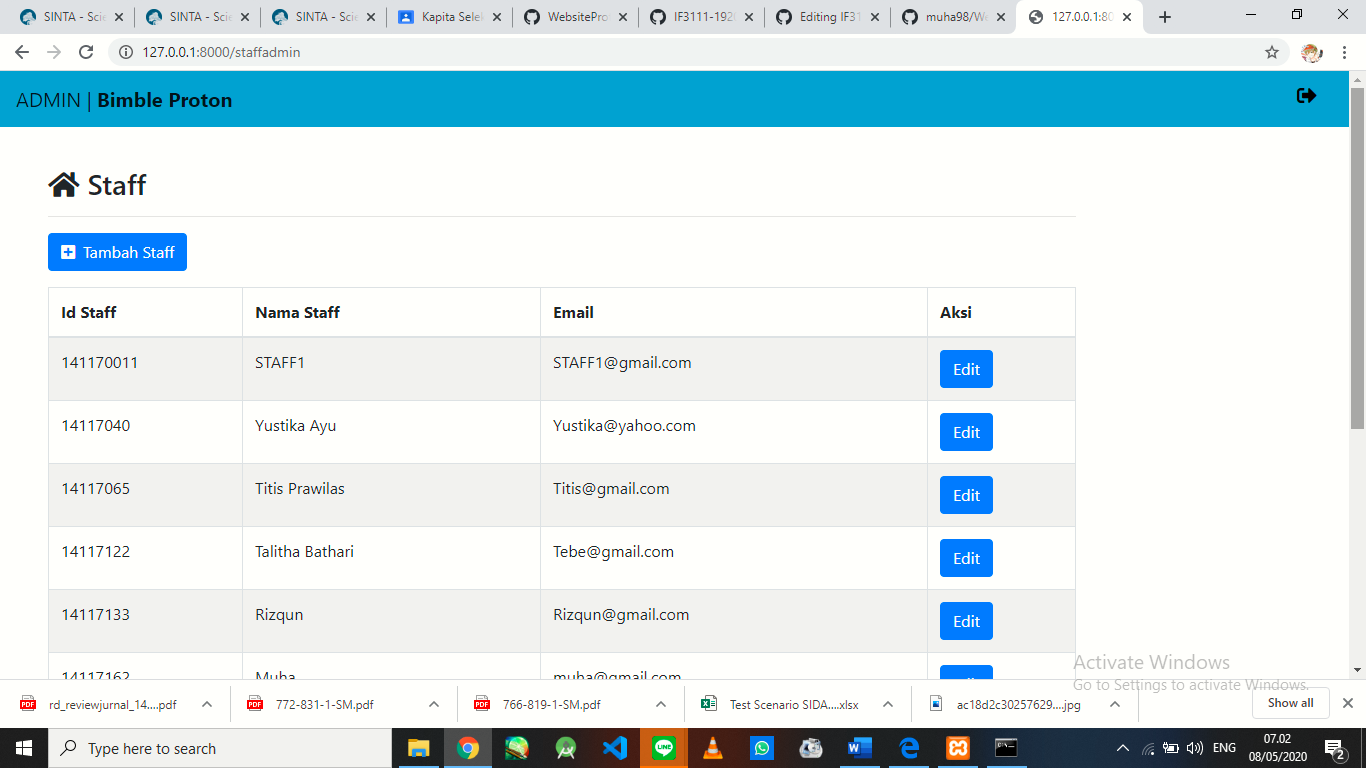 SINTA - Scie
SINTA - Scie
SINTA - Scie
Kapita Selek
WebsitePro
IF3111-192
Editing IF31
muha98/We
127.0.0.1:80
127.0.0.1:8000/staffadmin
ADMIN | Bimble Proton
Staff
Tambah Staff
Id Staff Nama Staff Email Aksi
141170011 STAFF1 STAFF1@gmail.com Edit
14117040 Yustika Ayu Yustika@yahoo.com Edit
14117065 Titis Prawilas Titis@gmail.com Edit
14117122 Talitha Bathari Tebe@gmail.com Edit
14117133 Rizqun Rizqun@gmail.com Edit
14117162 Muha muha@gmail.com
Activate Windows
Go to Settings to activate Windows.
rd_reviewjurnal_14....pdf
772-831-1-SM.pdf
766-819-1-SM.pdf
Test Scenario SIDA....xlsx
ac18d2c30257629....jpg
Show all
Type here to search
ENG
07.02
08/05/2020
2